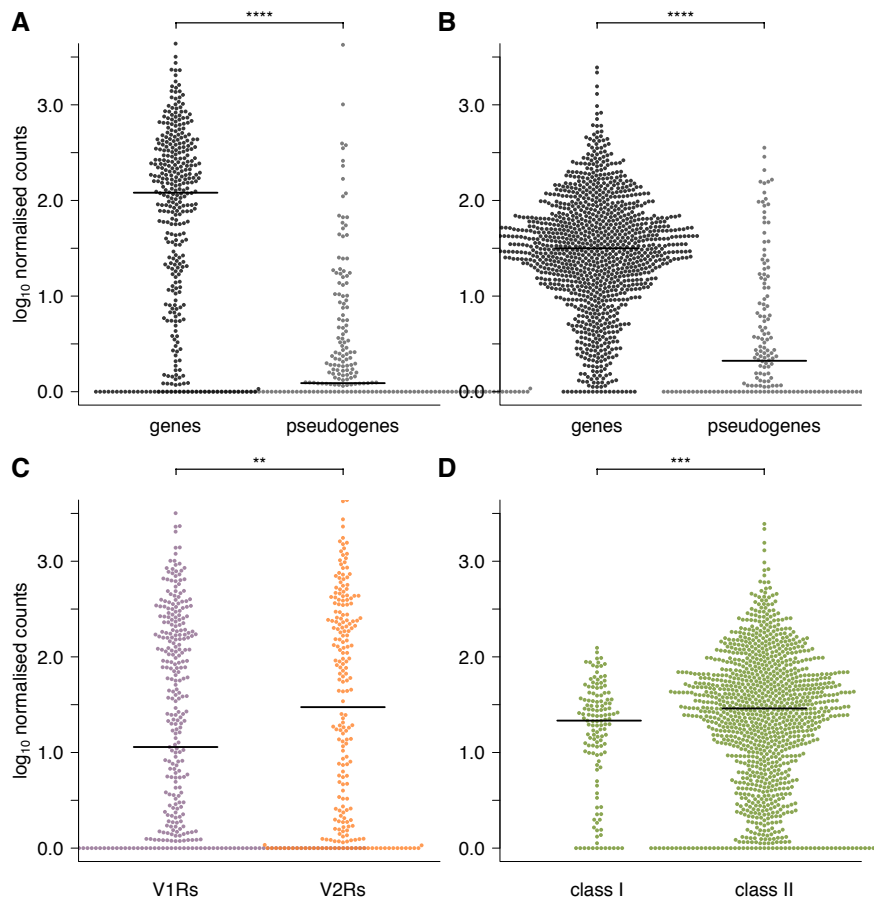 A
****
B
****
log10 normalised counts
3.0
2.0
1.0
0.0
3.0
2.0
1.0
0.0
genes
pseudogenes
genes
pseudogenes
C
**
D
***
log10 normalised counts
3.0
2.0
1.0
0.0
3.0
2.0
1.0
0.0
V1Rs
V2Rs
class I
class II